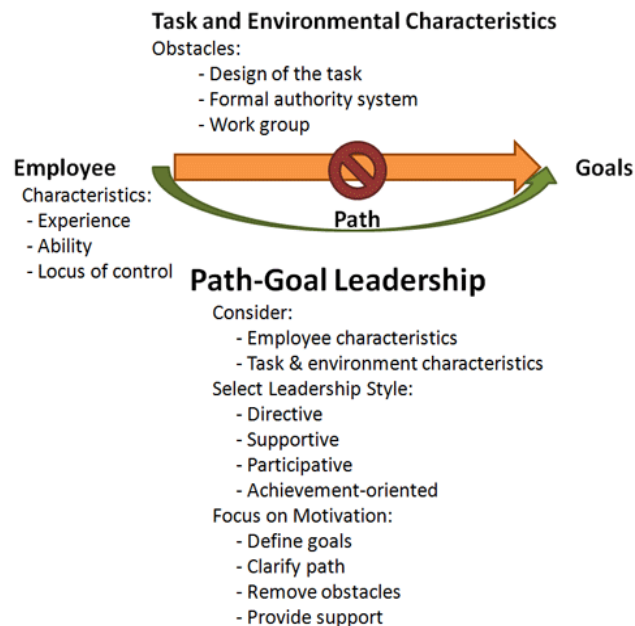 Task and Environmental Characteristics
Obstacles:
- Design of the task
- Formal authority system
- Work group
Employee
Goals
Characteristics:
- Experience
- Ability
- Locus of control
Path
Path-Goal Leadership
Consider:
- Employee characteristics
- Task & environment characteristics
Select Leadership Style:
- Directive
- Supportive
- Participative
- Achievement-oriented
Focus on Motivation:
- Define goals
- Clarify path
- Remove obstacles
- Provide support